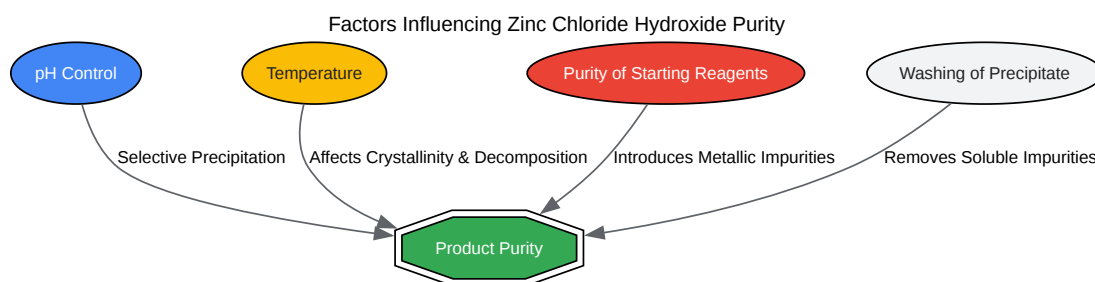 Factors Influencing Zinc Chloride Hydroxide Purity
pH Control
Temperature
Purity of Starting Reagents
Washing of Precipitate
Selective Precipitation
Affects Crystallinity & Decomposition
Introduces Metallic Impurities
Removes Soluble Impurities
Product Purity